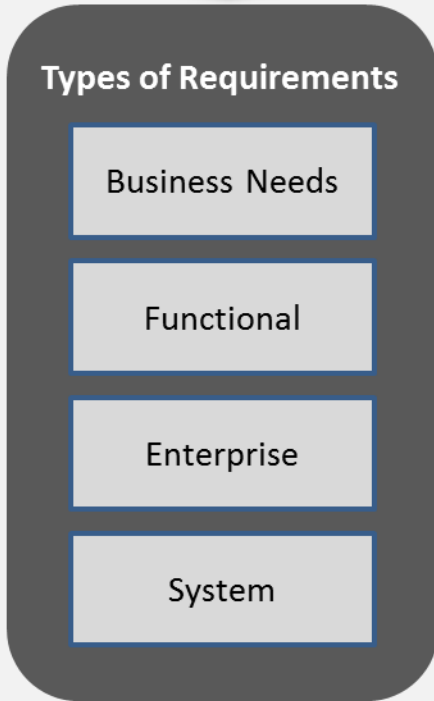 Types of Requirements
Business Needs
Functional
Enterprise
System